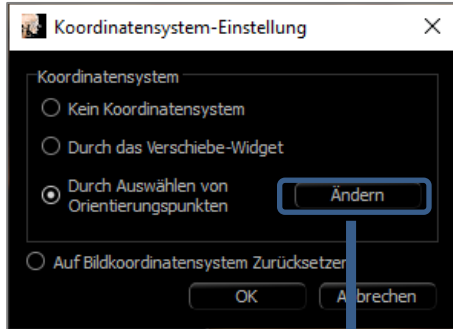 Koordinatensystem-Einstellung
Koordinatensystem
Kein Koordinatensystem
Durch das Verschiebe-Widget
Durch Auswählen von
Orientierungspunkten
Ändern
Auf Bildkoordinatensystem Zurücksetzen
OK
Abbrechen